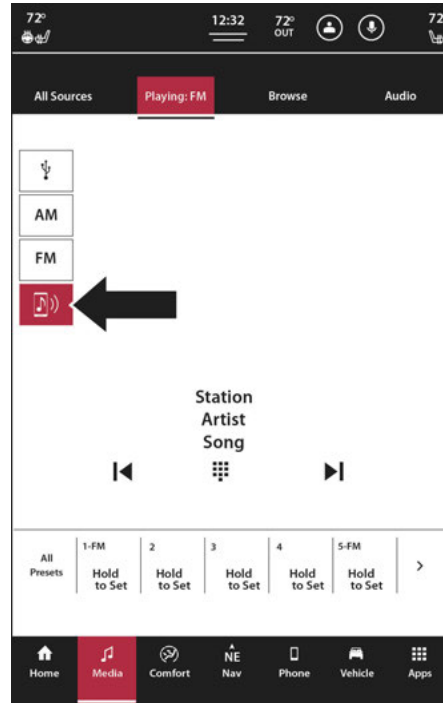 72°
12:32
72°
OUT
72
All Sources
Playing: FM
Browse
Audio
AM
FM
Station
Artist
Song
All
Presets
1-FM
Hold
to Set
2
Hold
to Set
3
Hold
to Set
4
Hold
to Set
5-FM
Hold
to Set
Home
Media
Comfort
NE
Nav
Phone
Vehicle
Apps